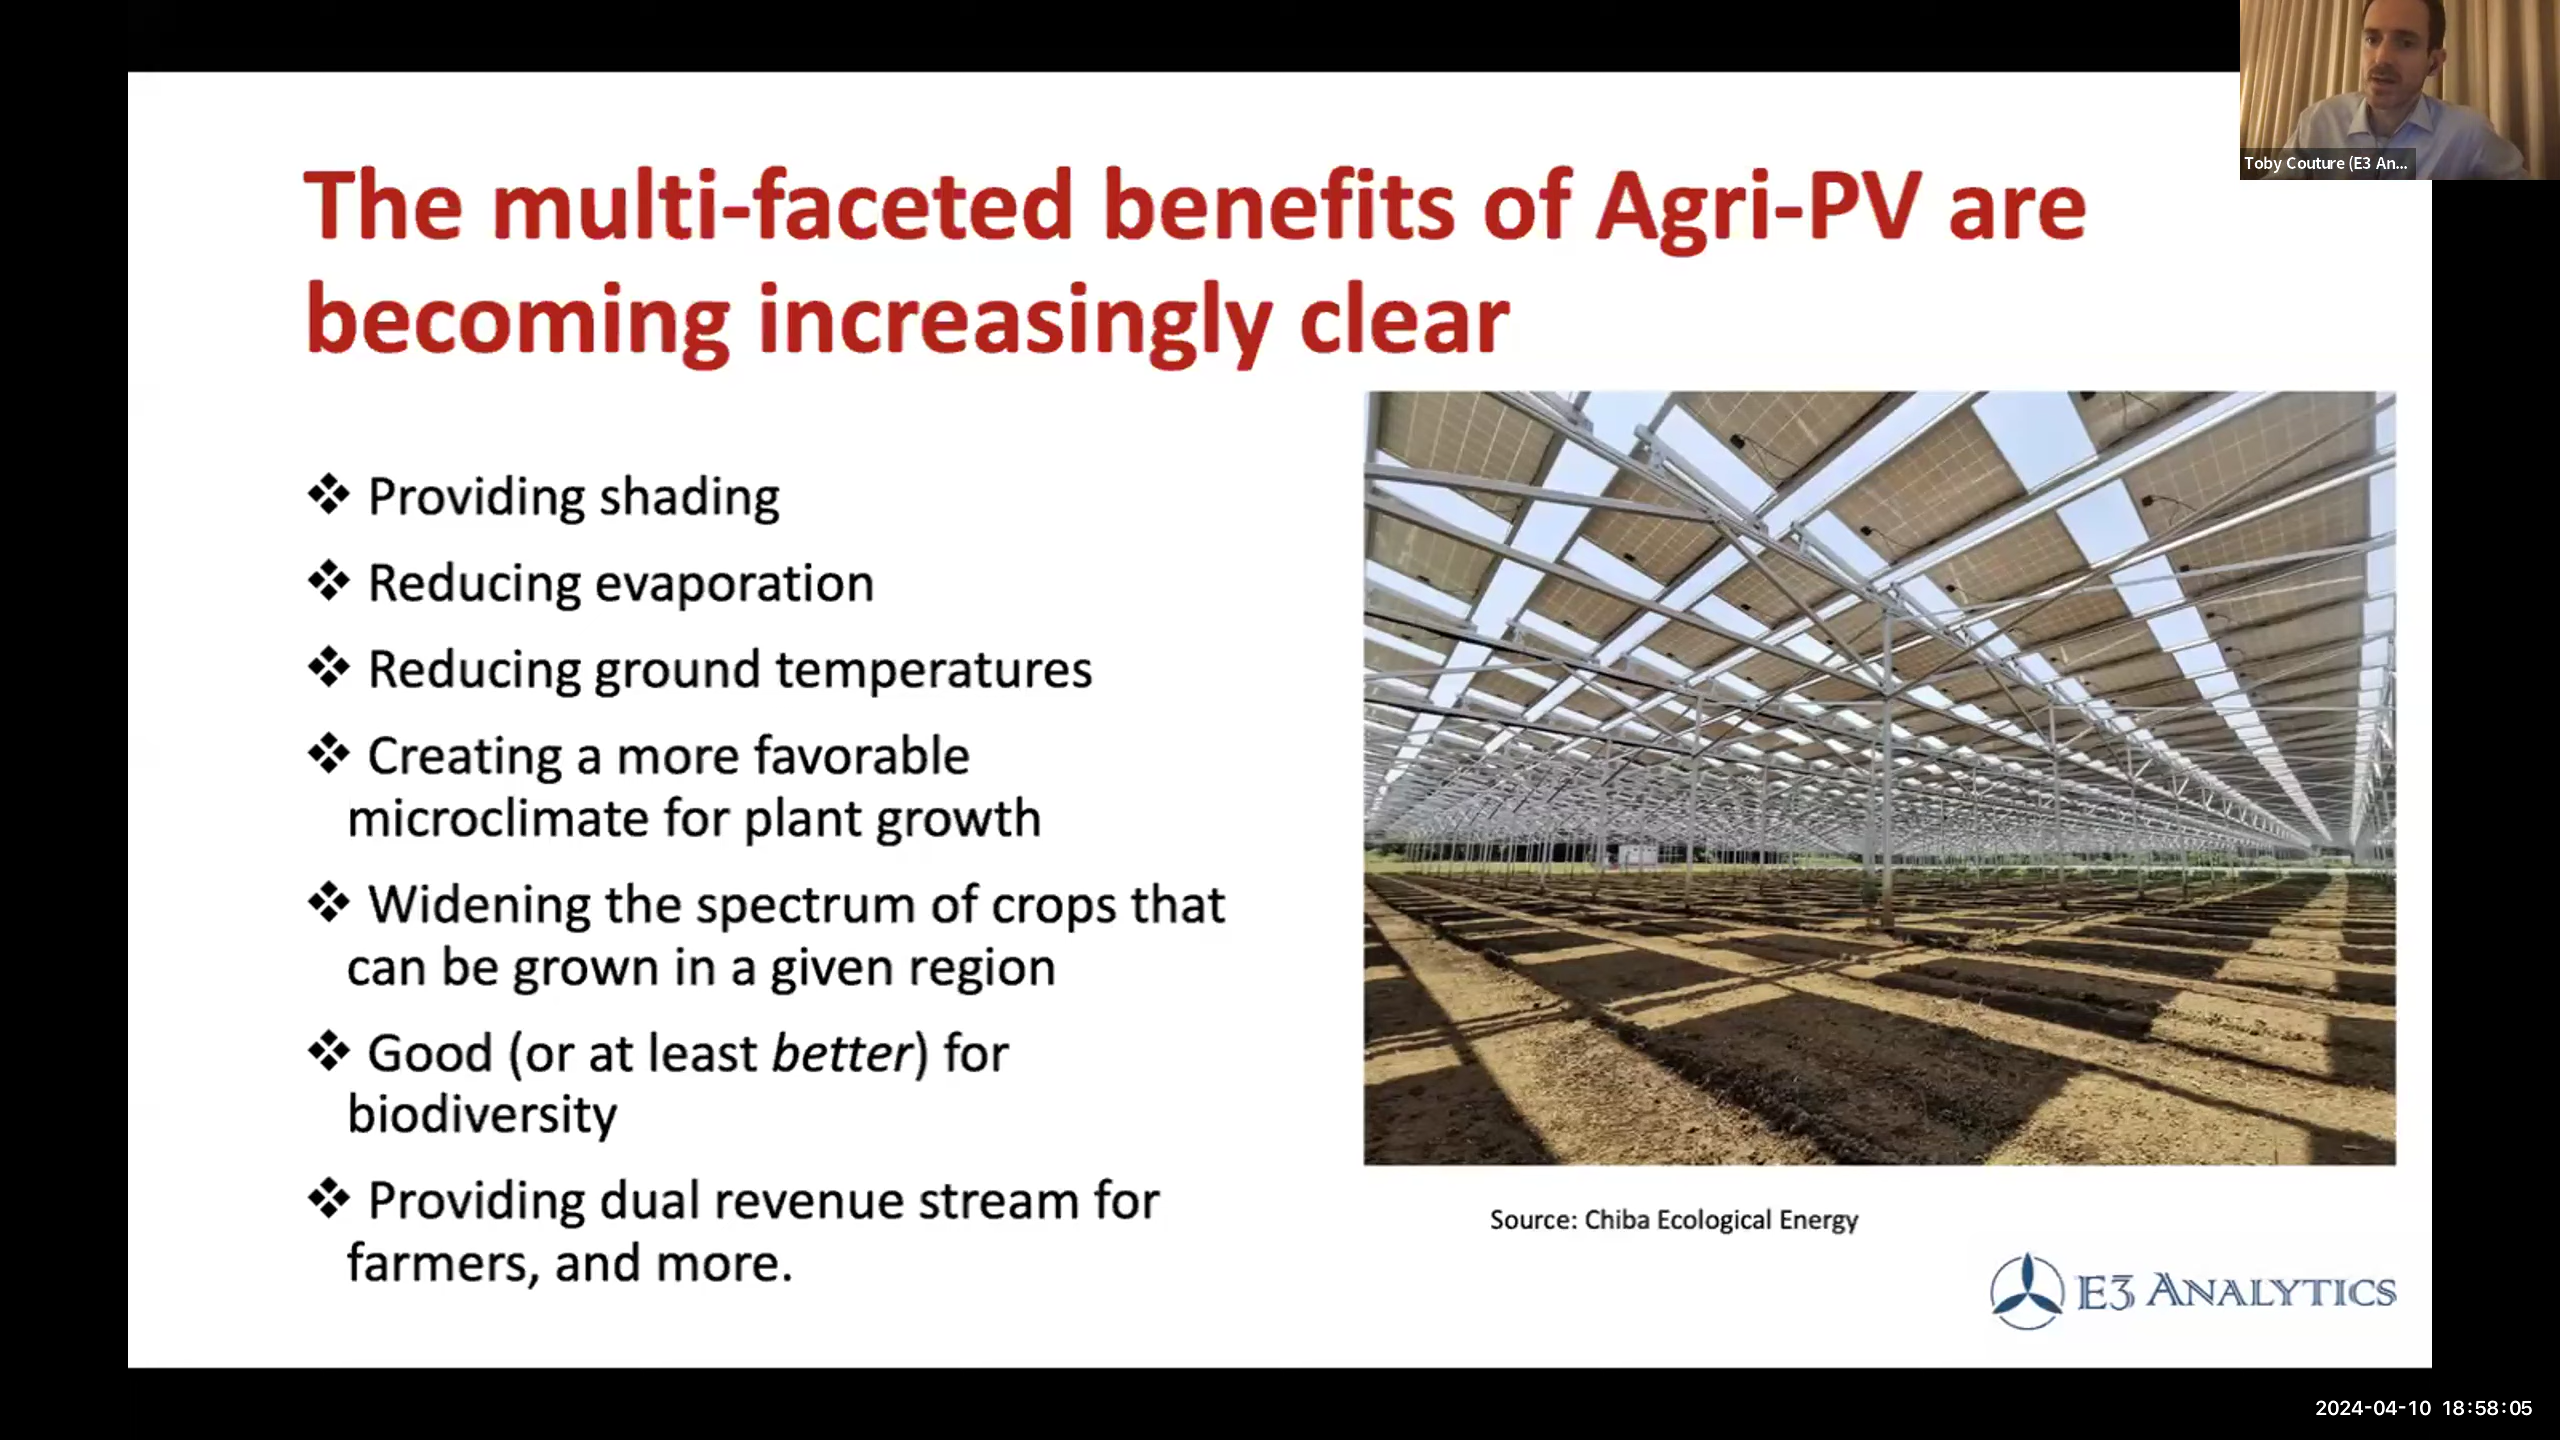 Toby Couture (E3 An...
The multi-faceted benefits of Agri-PV are
becoming increasingly clear
❖ Providing shading
❖ Reducing evaporation
❖ Reducing ground temperatures
❖ Creating a more favorable
microclimate for plant growth
❖ Widening the spectrum of crops that
can be grown in a given region
❖ Good (or at least better) for
biodiversity
❖ Providing dual revenue stream for
farmers, and more.
Source: Chiba Ecological Energy
E3 ANALYTICS
2024-04-10 18:58:05